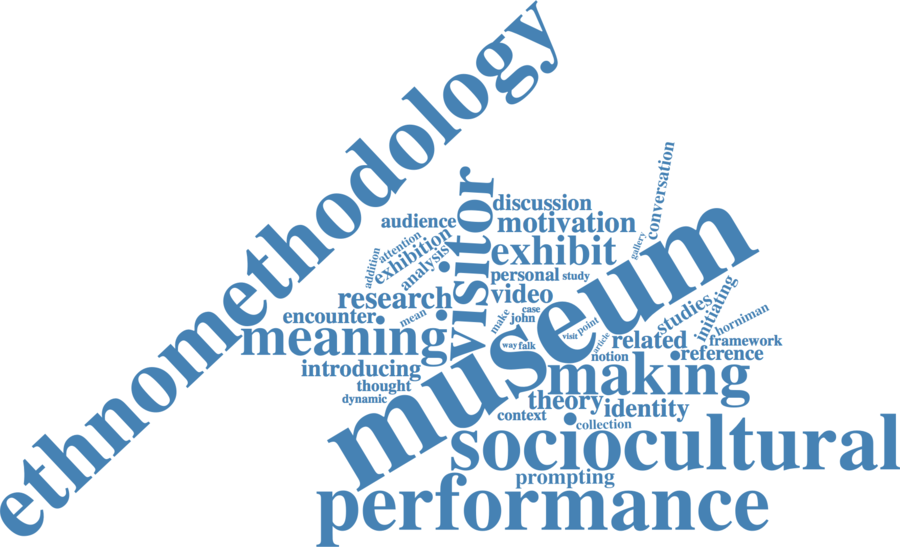 ethnomethodology
conversation
visitor
discussion
audience
motivation
museum
attention
exhibition
gallery
exhibit
addition
analysis
personal
study
initiating
research
video
studies
case
horniman
encounter
mean
make
john
point
meaning
visit
related
framework
way
falk
article
reference
notion
introducing
making
thought
dynamic
theory
identity
context
collection
sociocultural
prompting
performance